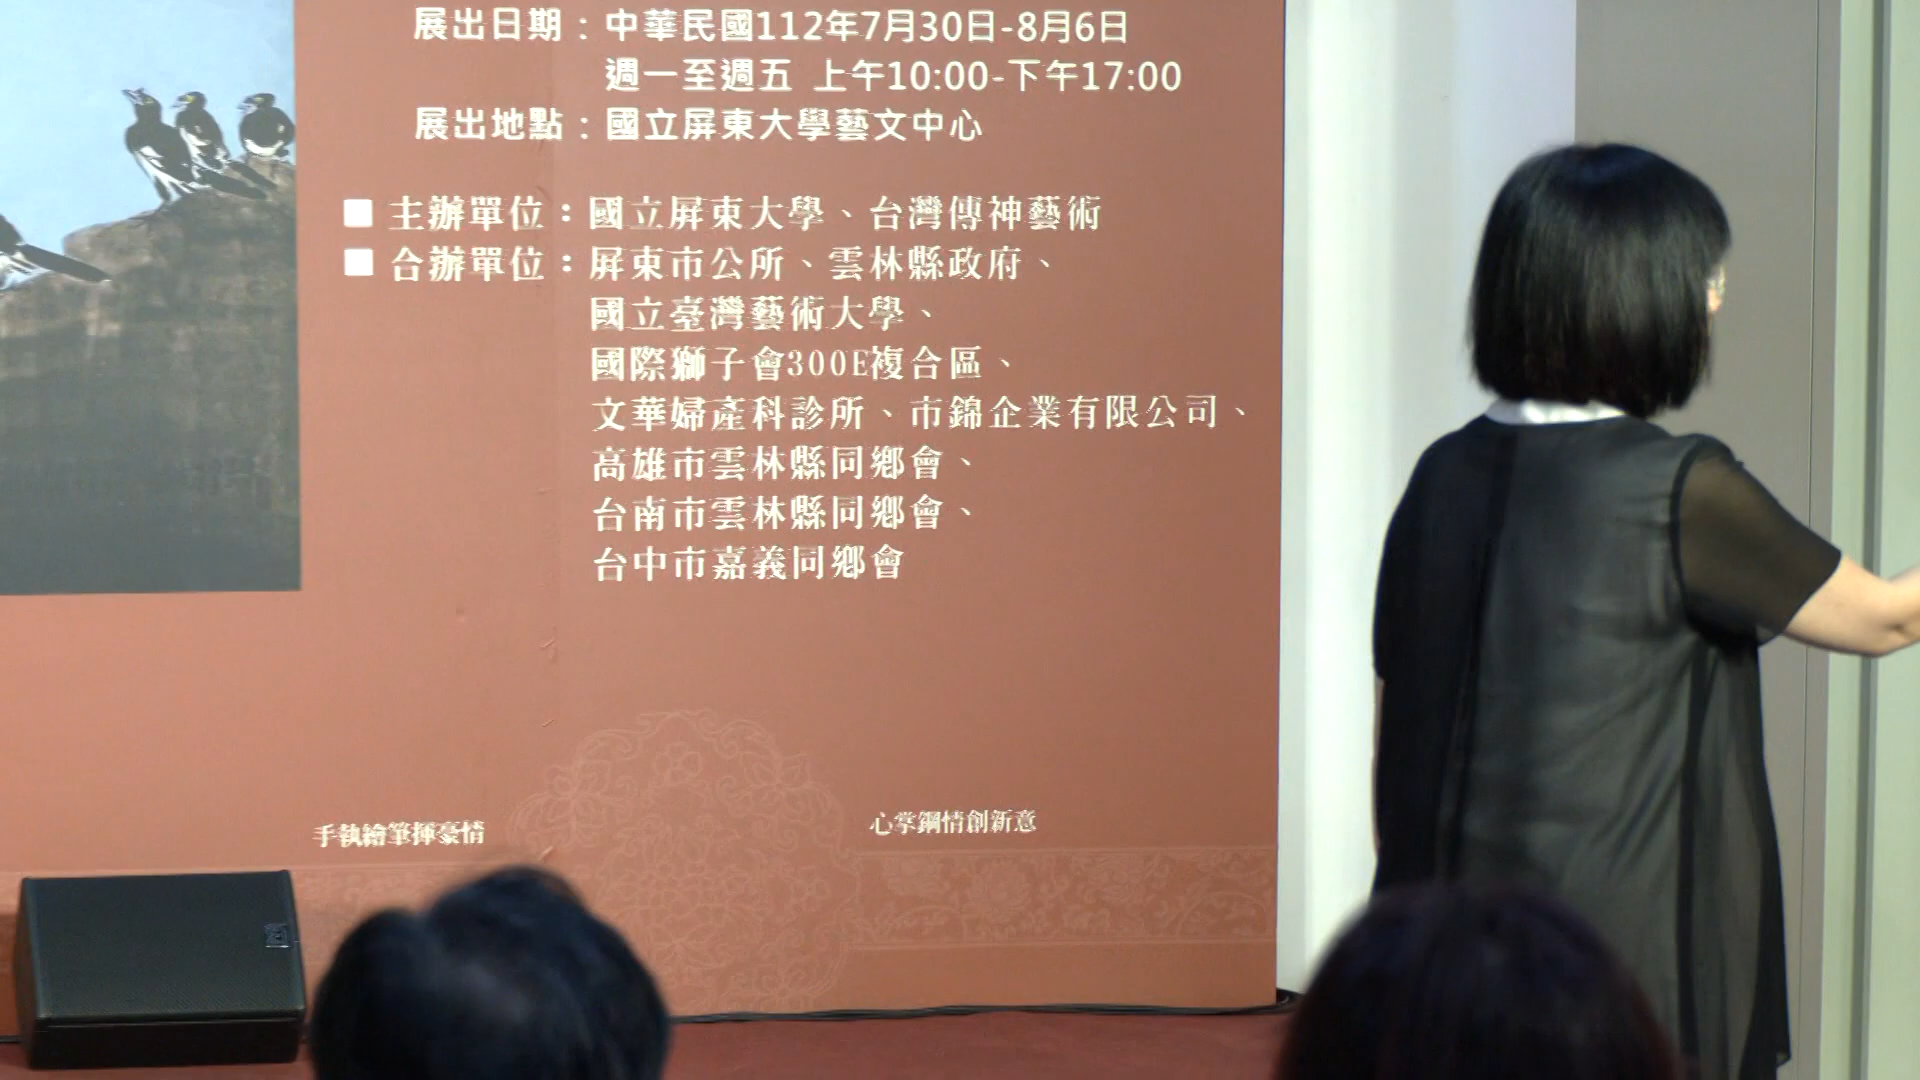 展出日期：中華民國112年7月30日-8月6日
週一至週五 上午10:00-下午17:00
展出地點：國立屏東大學藝文中心
■ 主辦單位：國立屏東大學、台灣傳神藝術
■ 合辦單位：屏東市公所、雲林縣政府、
國立臺灣藝術大學、
國際獅子會300E複合區、
文華婦產科診所、市錦企業有限公司、
高雄市雲林縣同鄉會、
台南市雲林縣同鄉會、
台中市嘉義同鄉會
手執繪筆揮豪情
心掌鋼情創新意